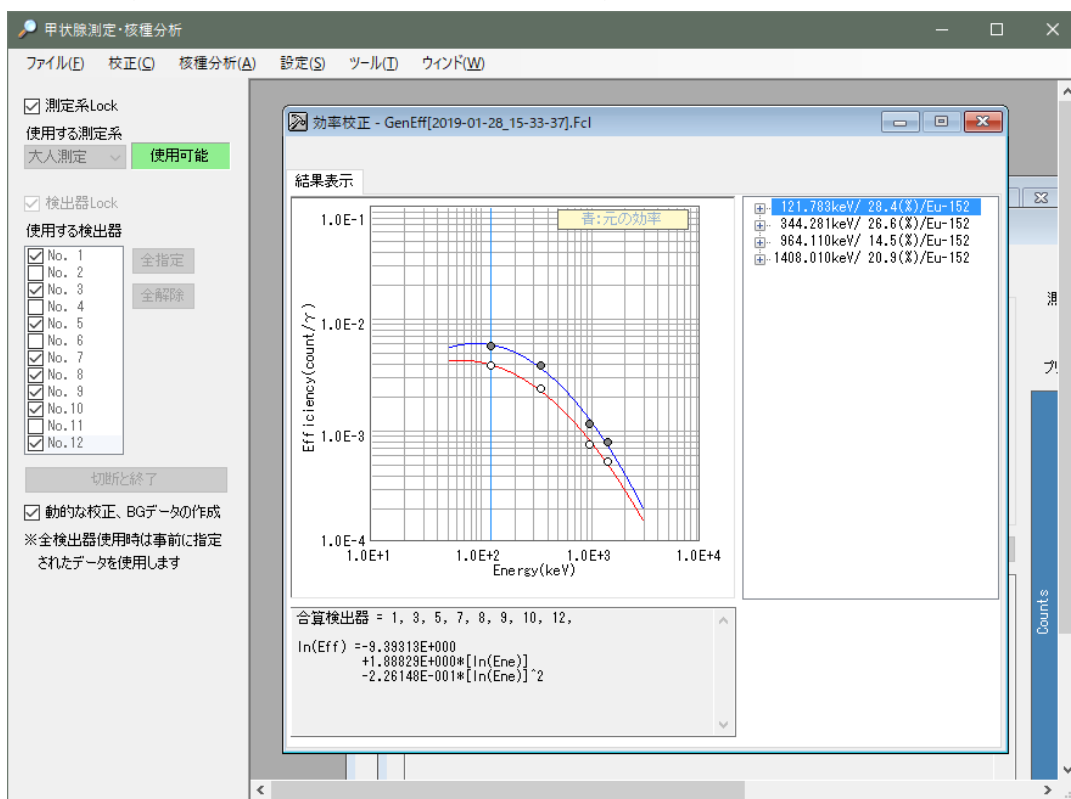 甲状腺測定・核種分析
ファイル(F) 校正(C) 核種分析(A) 設定(S) ツール(T) ウィンド(W)
測定系Lock
使用する測定系
大人測定 使用可能
検出器Lock
使用する検出器
No. 1
No. 2
No. 3
No. 4
No. 5
No. 6
No. 7
No. 8
No. 9
No.10
No.11
No.12
全指定
全解除
切断と終了
動的な校正、BGデータの作成
※全検出器使用時は事前に指定
されたデータを使用します
効率校正 - GenEff[2019-01-28_15-33-37].Fcl
結果表示
青:元の効率
1.0E-1
1.0E-2
1.0E-3
1.0E-4
Efficiency(count/γ)
1.0E+1 1.0E+2 1.0E+3 1.0E+4
Energy(keV)
121.783keV/ 28.4(%)/Eu-152
344.281keV/ 26.6(%)/Eu-152
964.110keV/ 14.5(%)/Eu-152
1408.010keV/ 20.9(%)/Eu-152
合算検出器 = 1, 3, 5, 7, 8, 9, 10, 12,
ln(Eff) =-9.39313E+000
+1.88829E+000*[ln(Ene)]
-2.26148E-001*[ln(Ene)]^2
測
プ
Counts